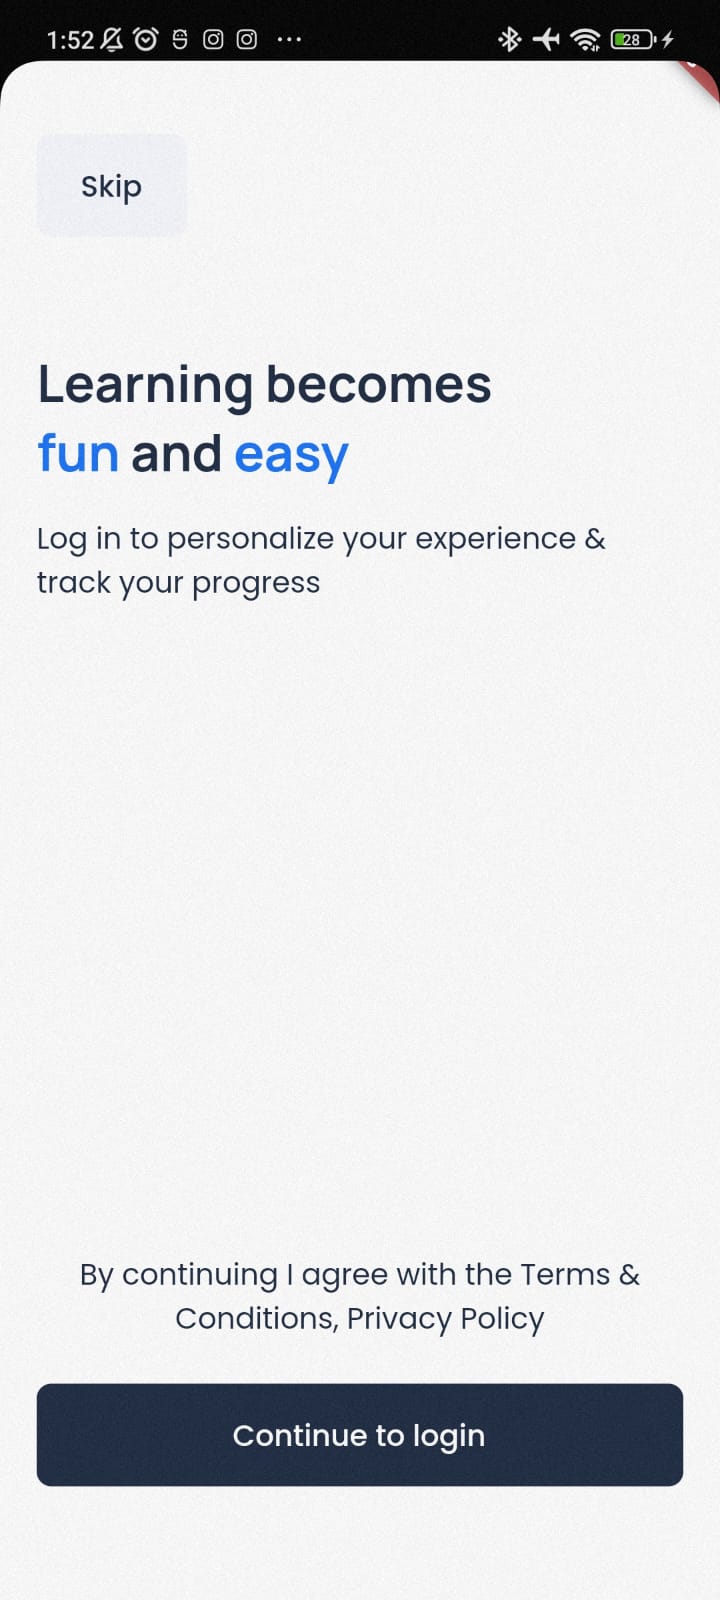 1:52
28
Skip
Learning becomes
fun and easy
Log in to personalize your experience &
track your progress
By continuing I agree with the Terms &
Conditions, Privacy Policy
Continue to login